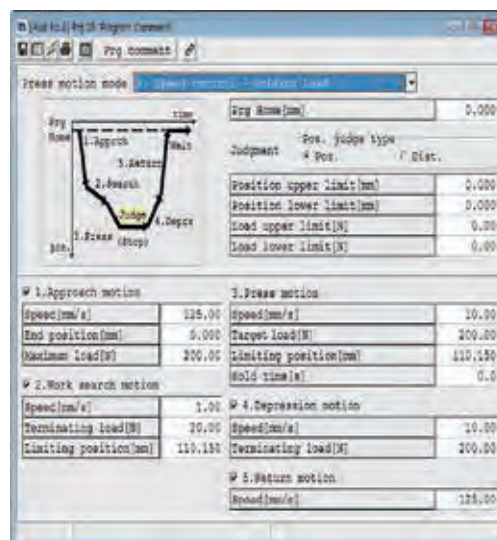 Prg comment
Press motion mode
Prg Home[mm] 0.000
Judgment
Pos. judge type
Pos. Dist.
Position upper limit[mm] 0.000
Position lower limit[mm] 0.000
Load upper limit[N] 0.00
Load lower limit[N] 0.00
Prg
Home
time
1.Approh
Wait
5.Return
2.Search
Judge
4.Deprs
3.Press
(Stop)
pos.
1.Approach motion
Speed[mm/s] 125.00
End position[mm] 0.000
Maximum load[N] 200.00
2.Work search motion
Speed[mm/s] 1.00
Terminating load[N] 20.00
Limiting position[mm] 110.150
3.Press motion
Speed[mm/s] 10.00
Target load[N] 200.00
Limiting position[mm] 110.150
Hold time[s] 0.0
4.Depression motion
Speed[mm/s] 10.00
Terminating load[N] 200.00
5.Return motion
Speed[mm/s] 125.00